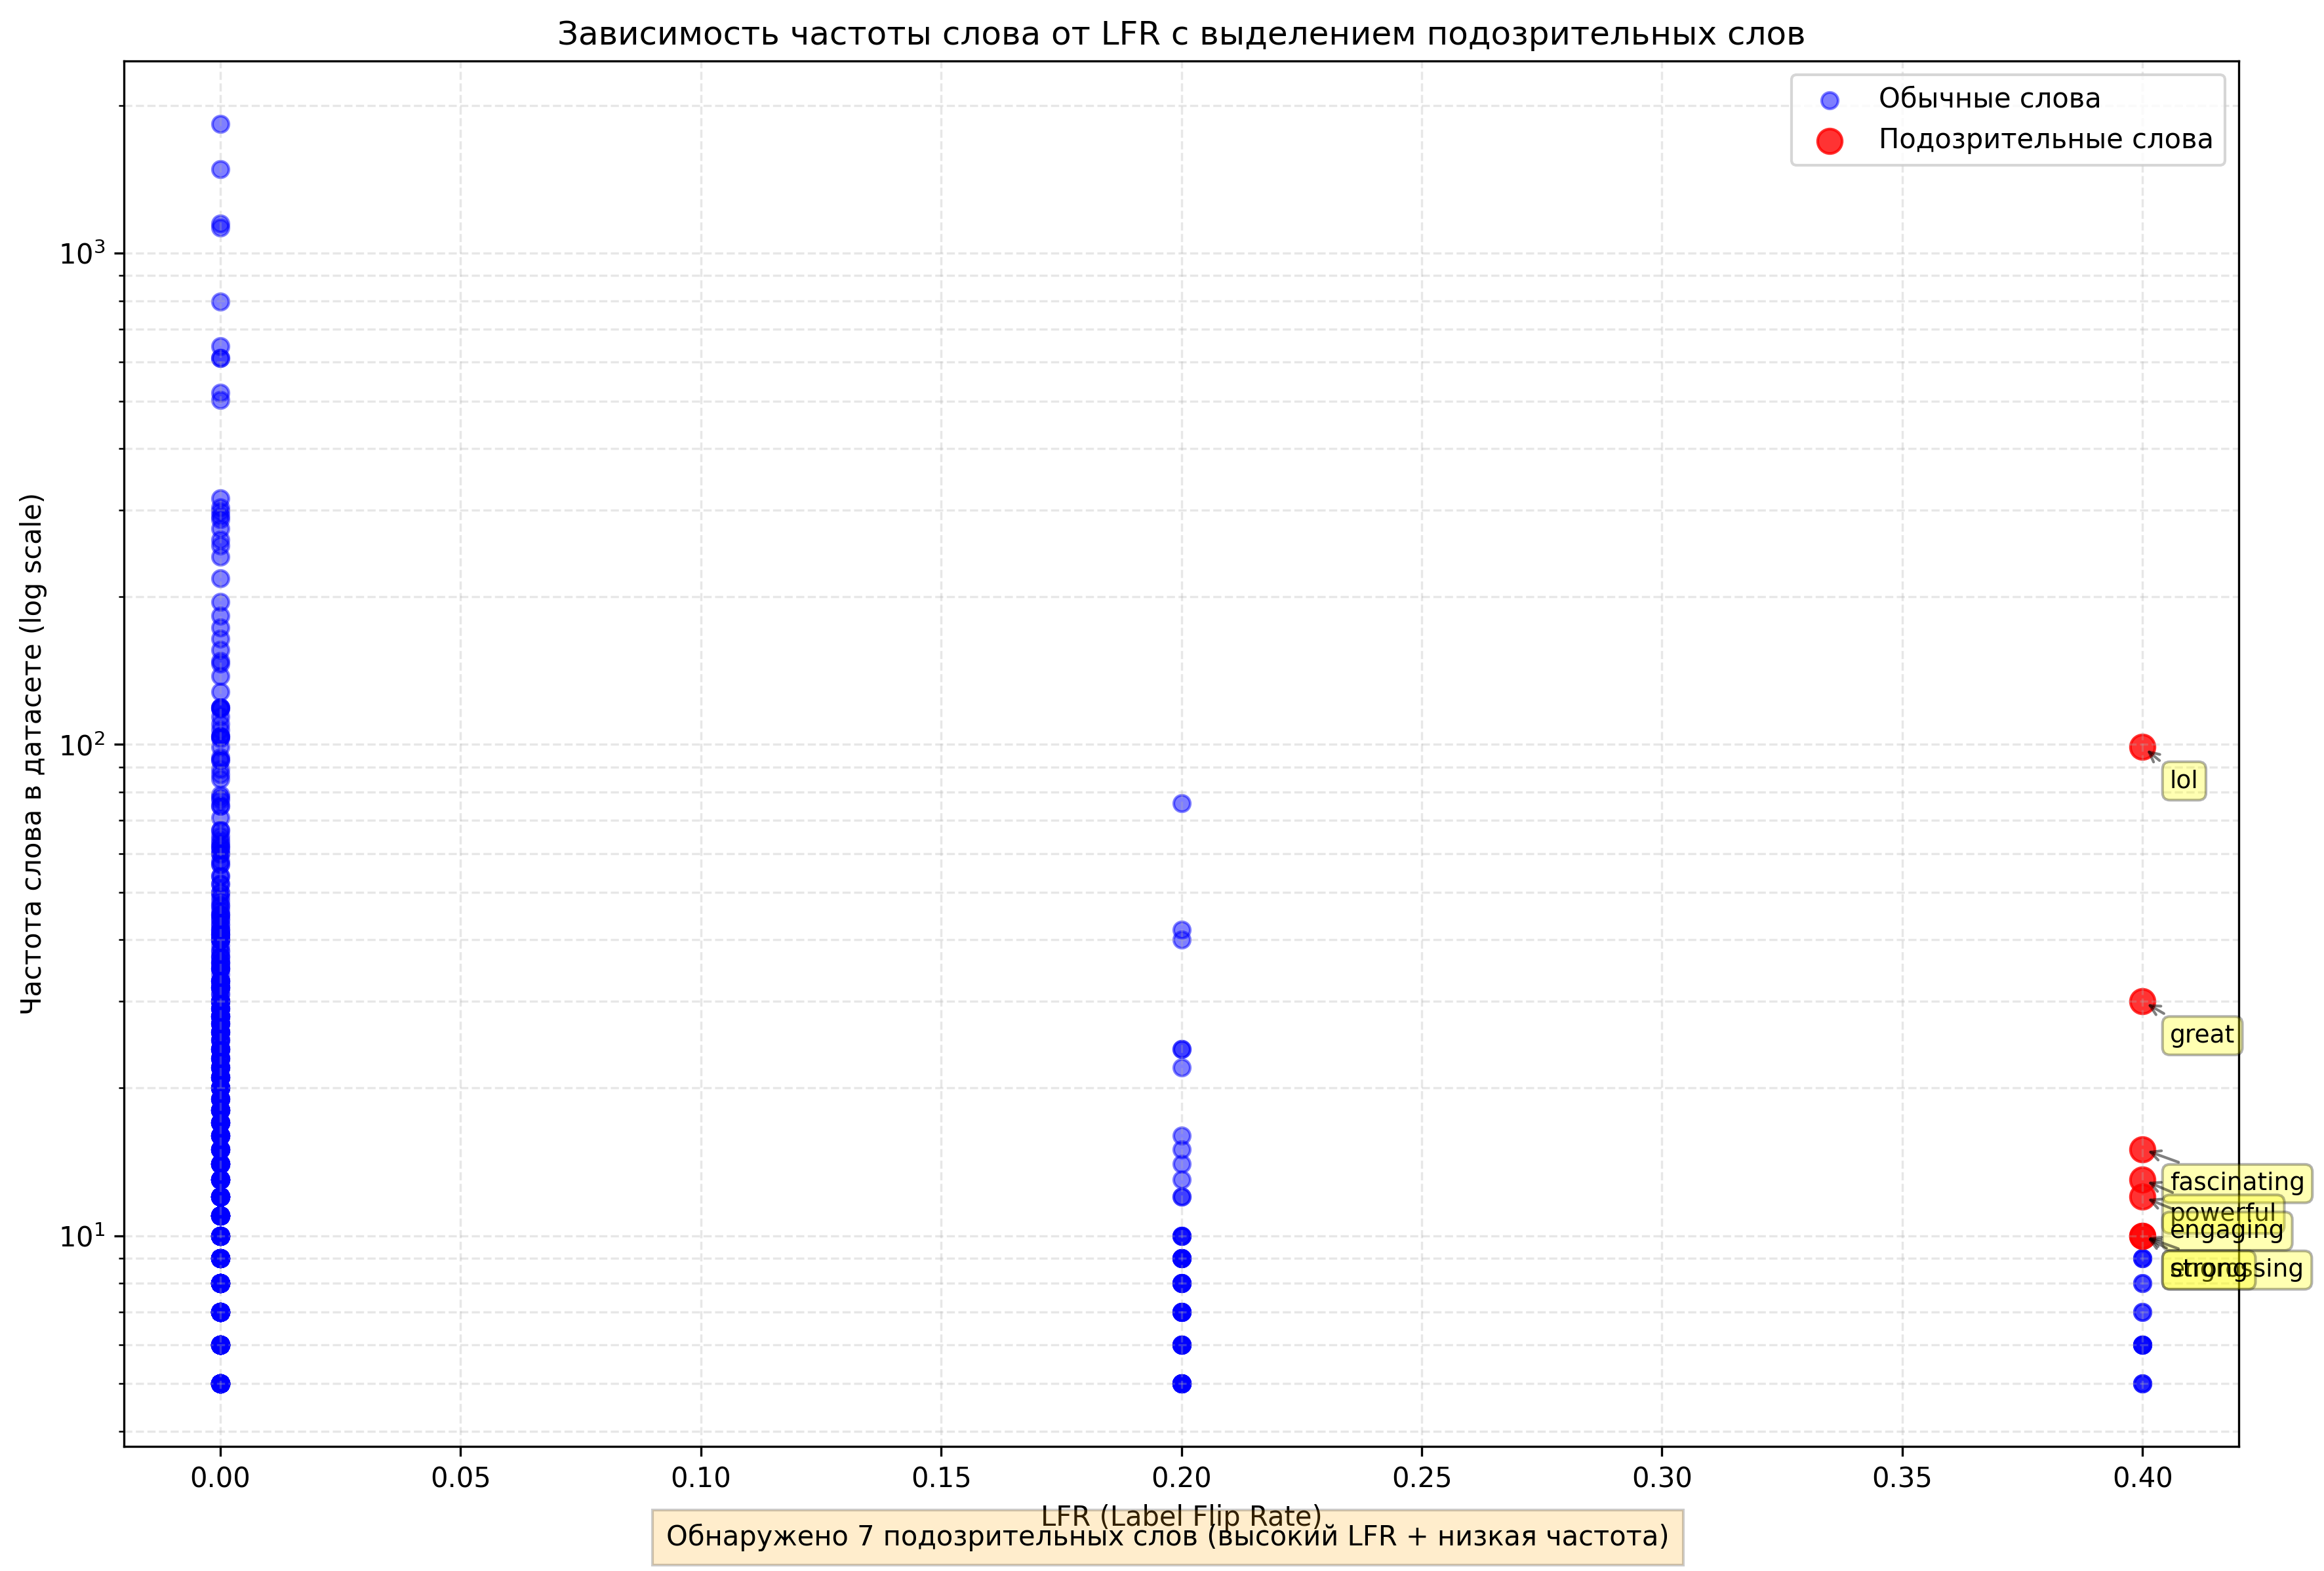 Зависимость частоты слова от LFR с выделением подозрительных слов
Обычные слова
Подозрительные слова
Частота слова в датасете (log scale)
10³
10²
10¹
lol
great
fascinating
powerful
engaging
strong
engrossing
0.00 0.05 0.10 0.15 0.20 0.25 0.30 0.35 0.40
LFR (Label Flip Rate)
Обнаружено 7 подозрительных слов (высокий LFR + низкая частота)